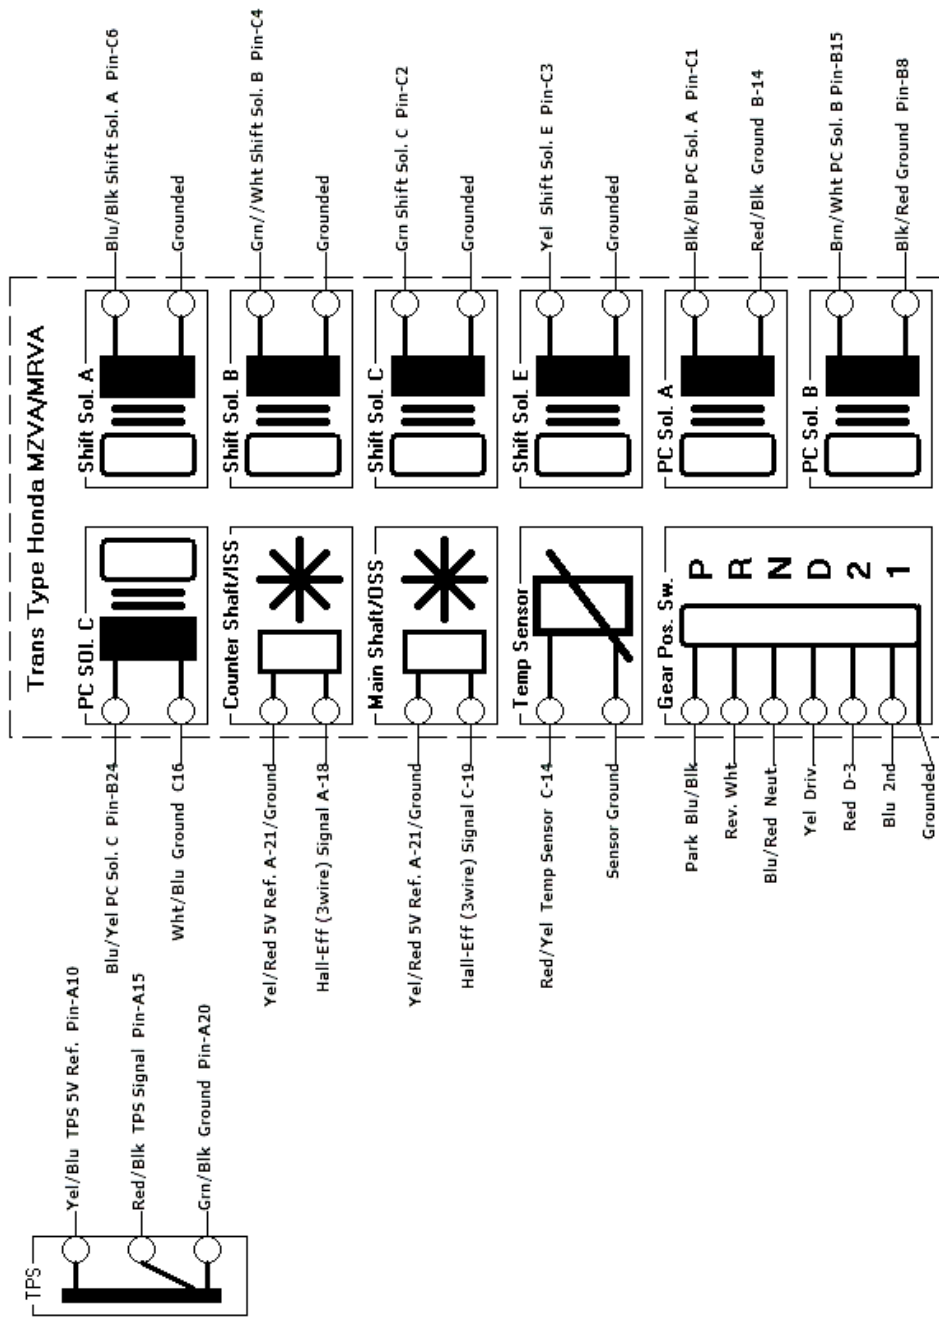 Trans Type Honda MZVA/MRVA
TPS
Yel/Blu TPS 5V Ref. Pin-A10
Red/Blk TPS Signal Pin-A15
Grn/Blk Ground Pin-A20
PC SOl. C
Blu/Yel PC Sol. C Pin-B24
Wht/Blu Ground C16
Counter Shaft/ISS
Yel/Red 5V Ref. A-21/Ground
Hall-Eff (3wire) Signal A-18
Main Shaft/OSS
Yel/Red 5V Ref. A-21/Ground
Hall-Eff (3wire) Signal C-19
Temp Sensor
Red/Yel Temp Sensor C-14
Sensor Ground
Gear Pos. Sw.
Park Blu/Blk
Rev. Wht
Blu/Red Neut.
Yel Driv.
Red D-3
Blu 2nd
Grounded
P
R
N
D
2
1
Shift Sol. A
Blu/Blk Shift Sol. A Pin-C6
Grounded
Shift Sol. B
Grn//Wht Shift Sol. B Pin-C4
Grounded
Shift Sol. C
Grn Shift Sol. C Pin-C2
Grounded
Shift Sol. E
Yel Shift Sol. E Pin-C3
Grounded
PC Sol. A
Blk/Blu PC Sol. A Pin-C1
Red/Blk Ground B-14
PC Sol. B
Brn/Wht PC Sol. B Pin-B15
Blk/Red Ground Pin-B8